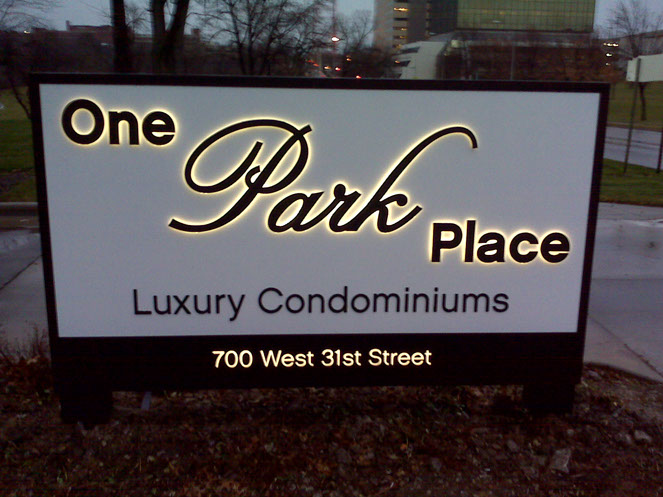 One Park Place
Luxury Condominiums
700 West 31st Street